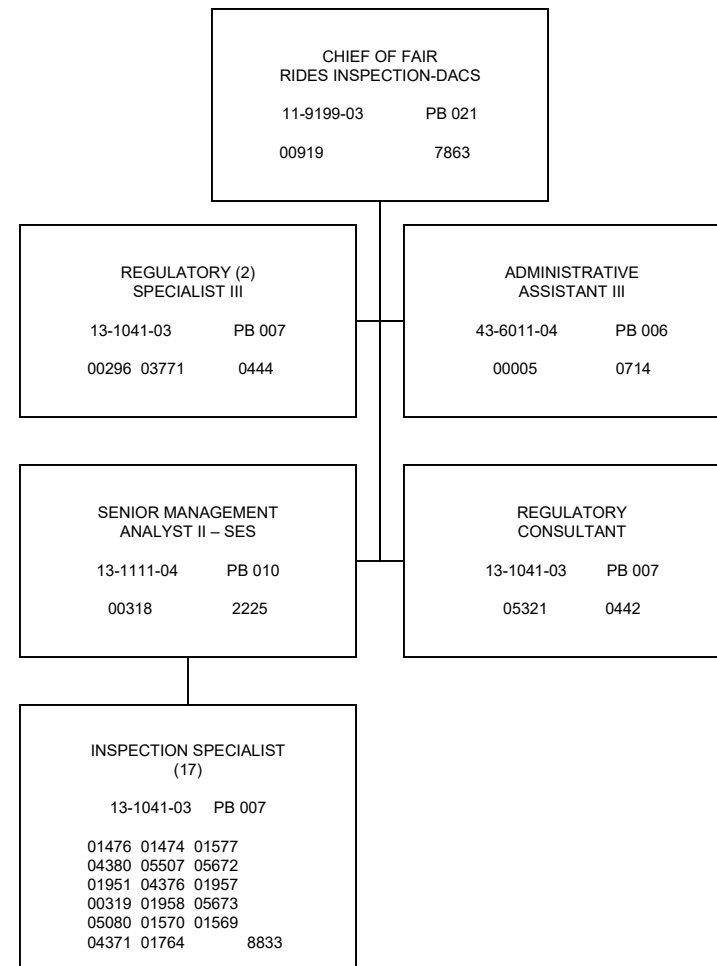 CHIEF OF FAIR
RIDES INSPECTION-DACS
11-9199-03 PB 021
00919 7863
REGULATORY (2)
SPECIALIST III
13-1041-03 PB 007
00296 03771 0444
ADMINISTRATIVE
ASSISTANT III
43-6011-04 PB 006
00005 0714
SENIOR MANAGEMENT
ANALYST II – SES
13-1111-04 PB 010
00318 2225
REGULATORY
CONSULTANT
13-1041-03 PB 007
05321 0442
INSPECTION SPECIALIST
(17)
13-1041-03 PB 007
01476 01474 01577
04380 05507 05672
01951 04376 01957
00319 01958 05673
05080 01570 01569
04371 01764 8833